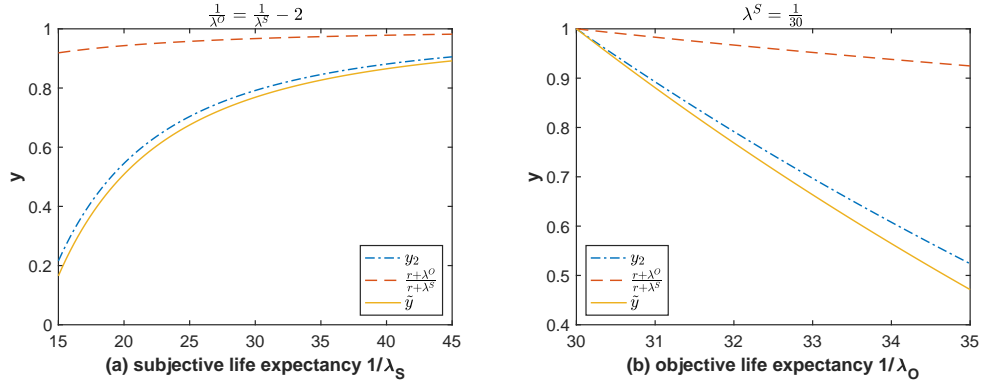 1/λ^O = 1/λ^S − 2
y
1
0.8
0.6
0.4
0.2
0
y₂
r+λ^O / r+λ^S
ỹ
15 20 25 30 35 40 45
(a) subjective life expectancy 1/λ_S
λ^S = 1/30
y
1
0.9
0.8
0.7
0.6
0.5
0.4
y₂
r+λ^O / r+λ^S
ỹ
30 31 32 33 34 35
(b) objective life expectancy 1/λ_O